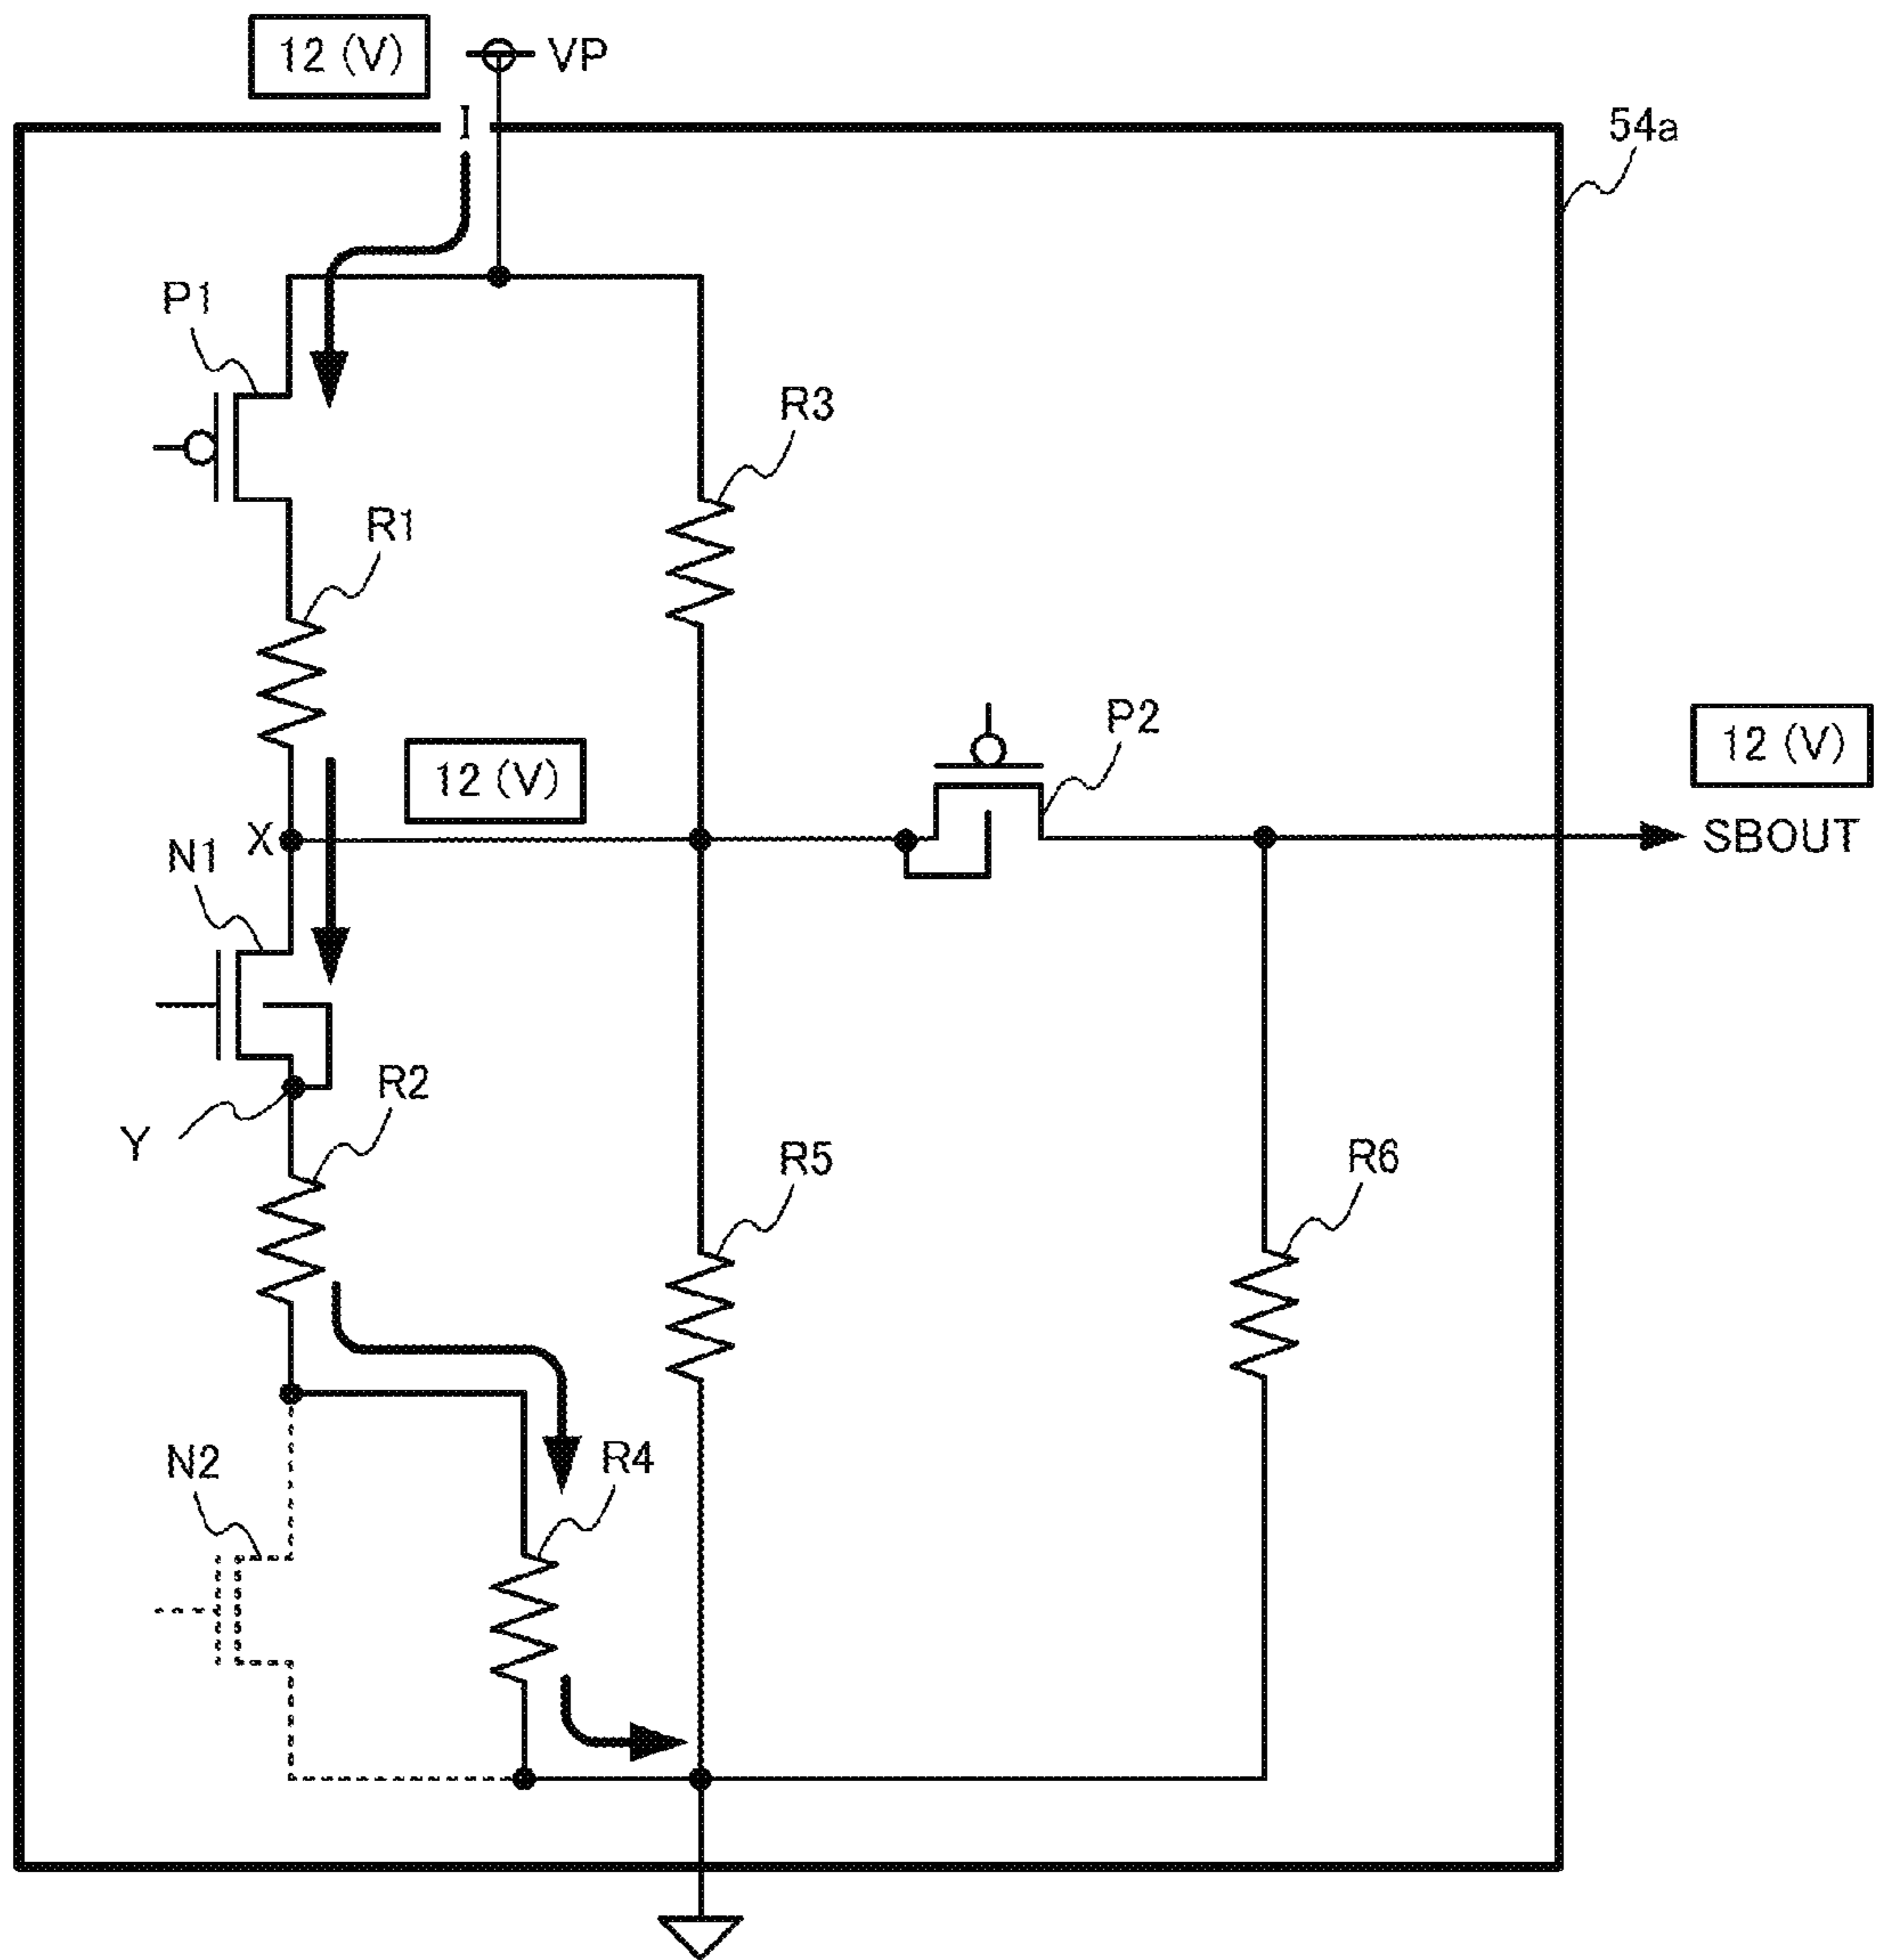 12 (V)
VP
I
54a
P1
R3
R1
P2
12 (V)
12 (V)
X
SBOUT
N1
R2
Y
R5
R6
N2
R4